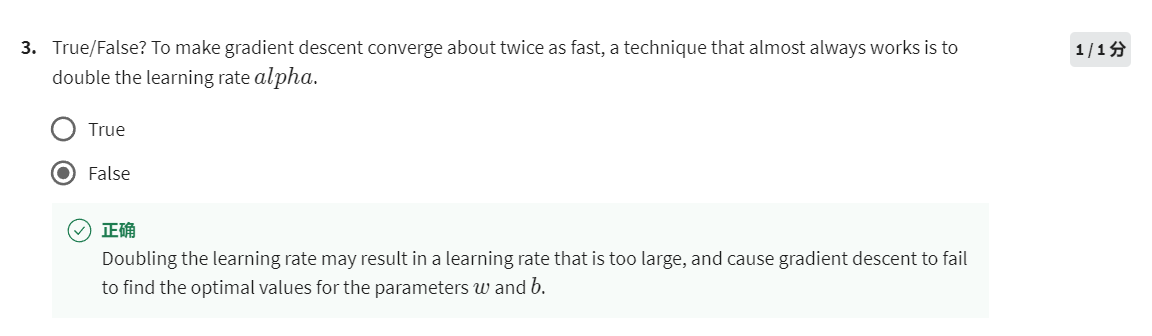 3. True/False? To make gradient descent converge about twice as fast, a technique that almost always works is to
double the learning rate alpha.
1 / 1 分
True
False
正确
Doubling the learning rate may result in a learning rate that is too large, and cause gradient descent to fail
to find the optimal values for the parameters w and b.